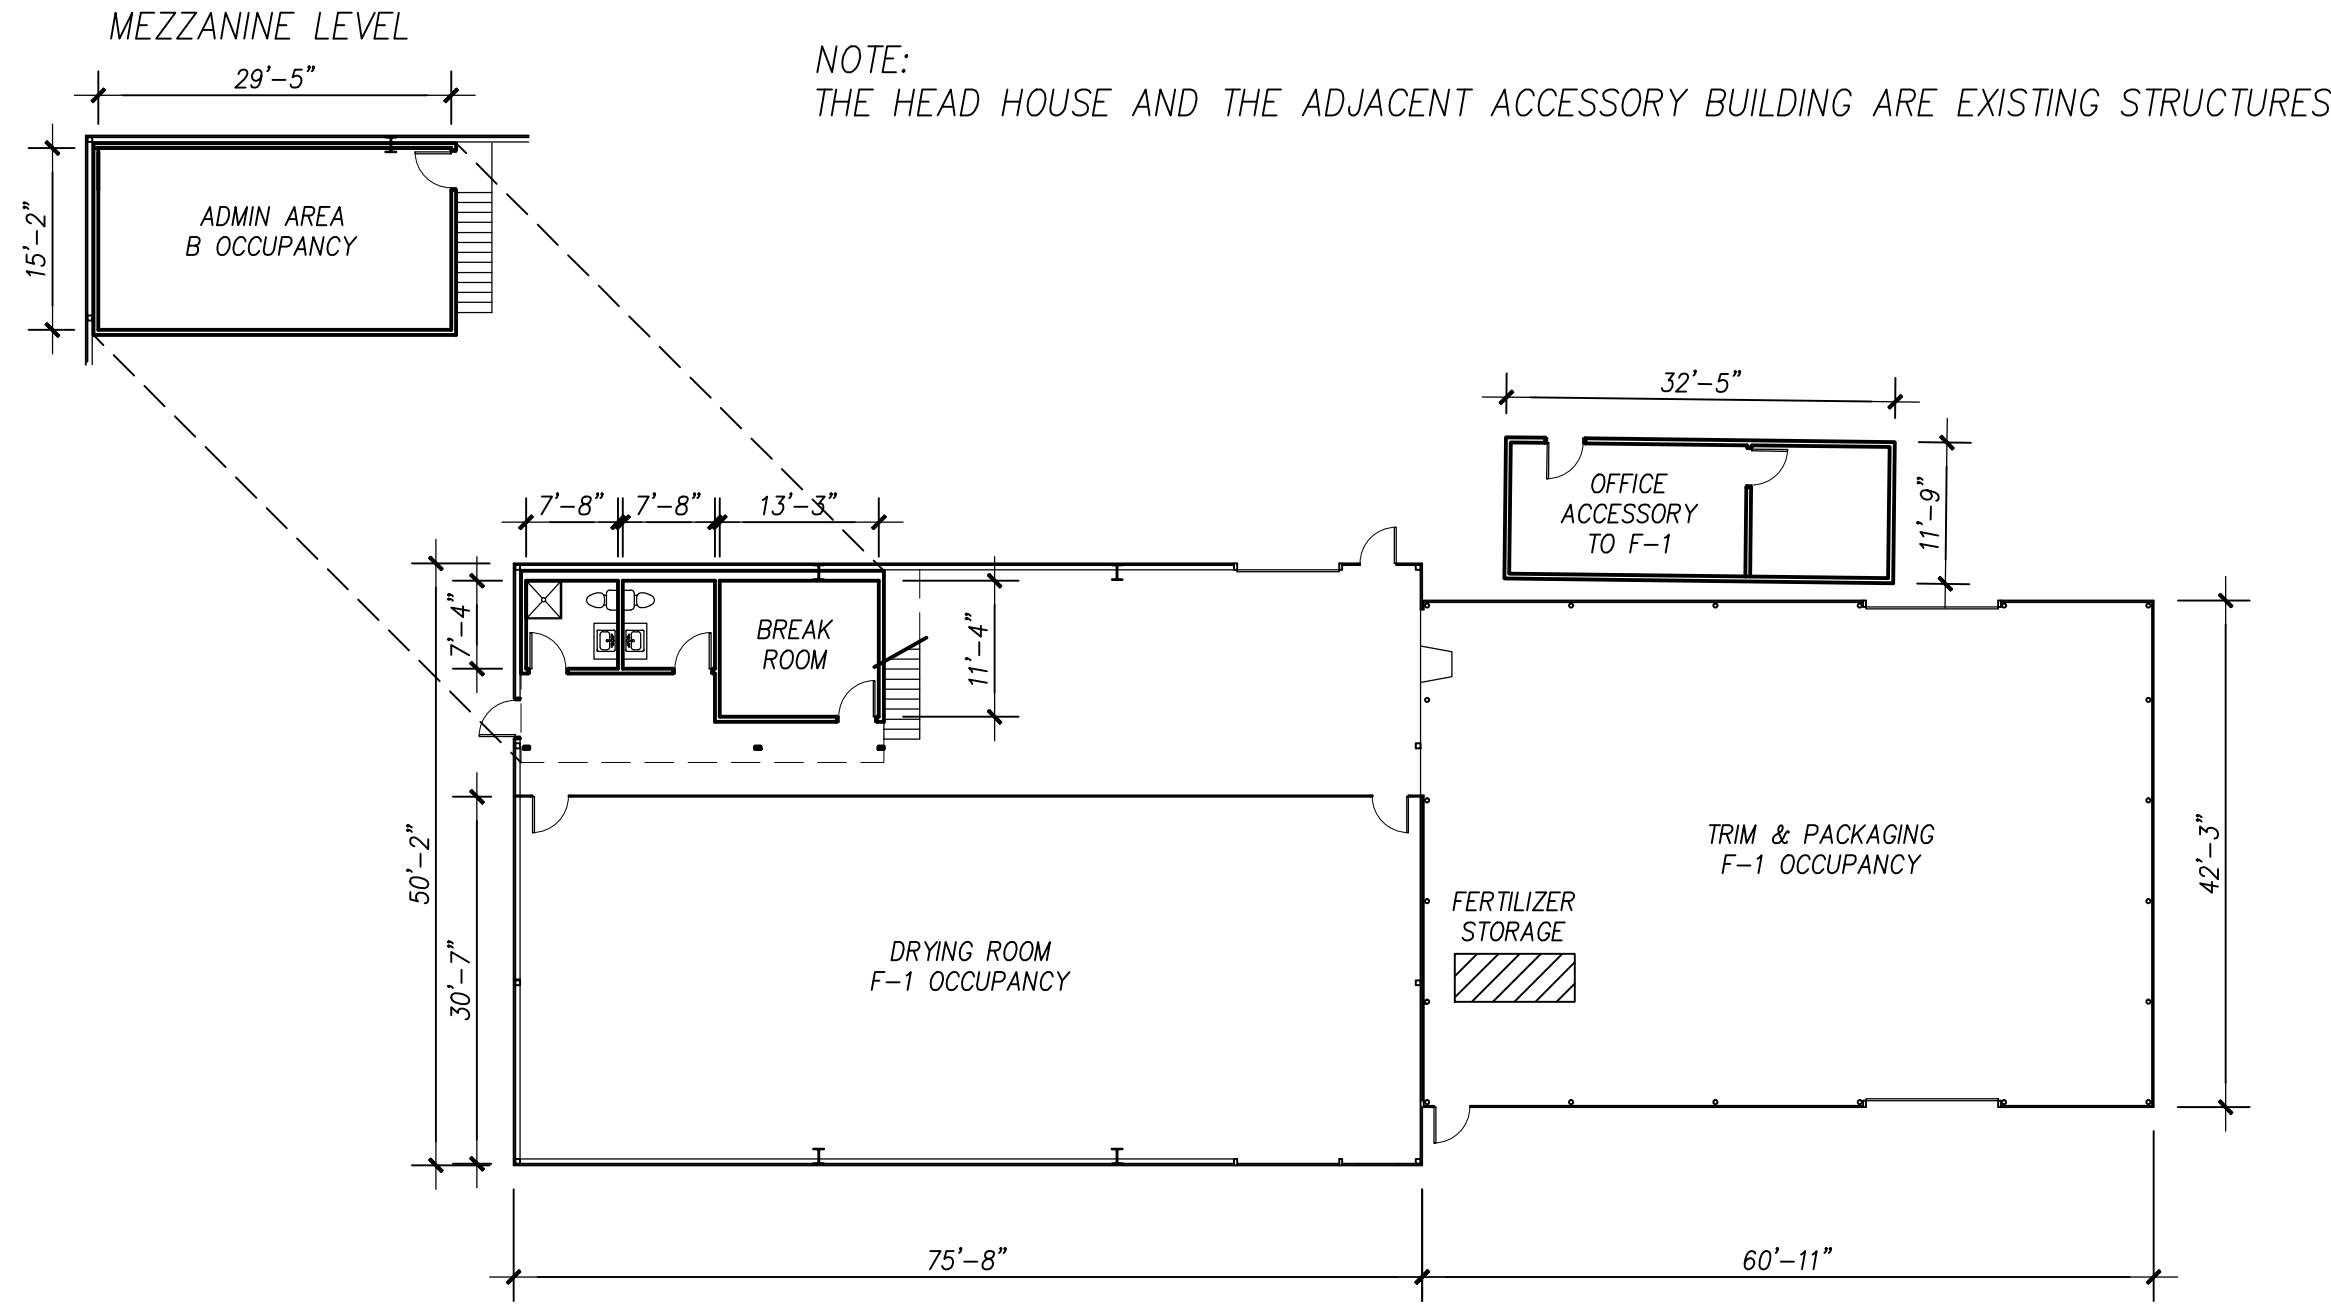 MEZZANINE LEVEL
29'-5"
NOTE:
THE HEAD HOUSE AND THE ADJACENT ACCESSORY BUILDING ARE EXISTING STRUCTURES
15'-2"
ADMIN AREA
B OCCUPANCY
32'-5"
OFFICE
ACCESSORY
TO F-1
11'-9"
7'-8"
7'-8"
13'-3"
7'-4"
BREAK
ROOM
11'-4"
50'-2"
30'-7"
TRIM & PACKAGING
F-1 OCCUPANCY
42'-3"
FERTILIZER
STORAGE
DRYING ROOM
F-1 OCCUPANCY
75'-8"
60'-11"